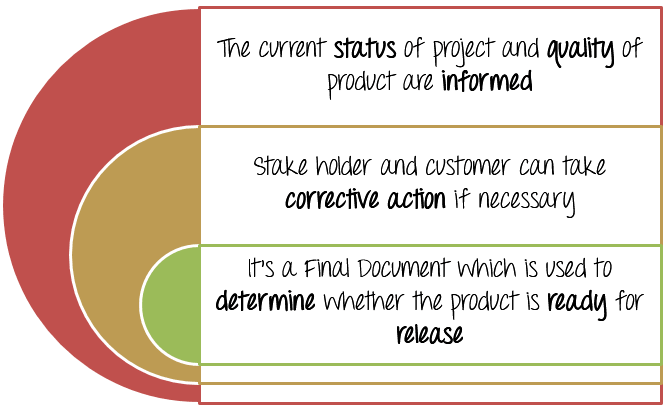 The current status of project and quality of
product are informed
Stake holder and customer can take
corrective action if necessary
It's a Final Document which is used to
determine whether the product is ready for
release